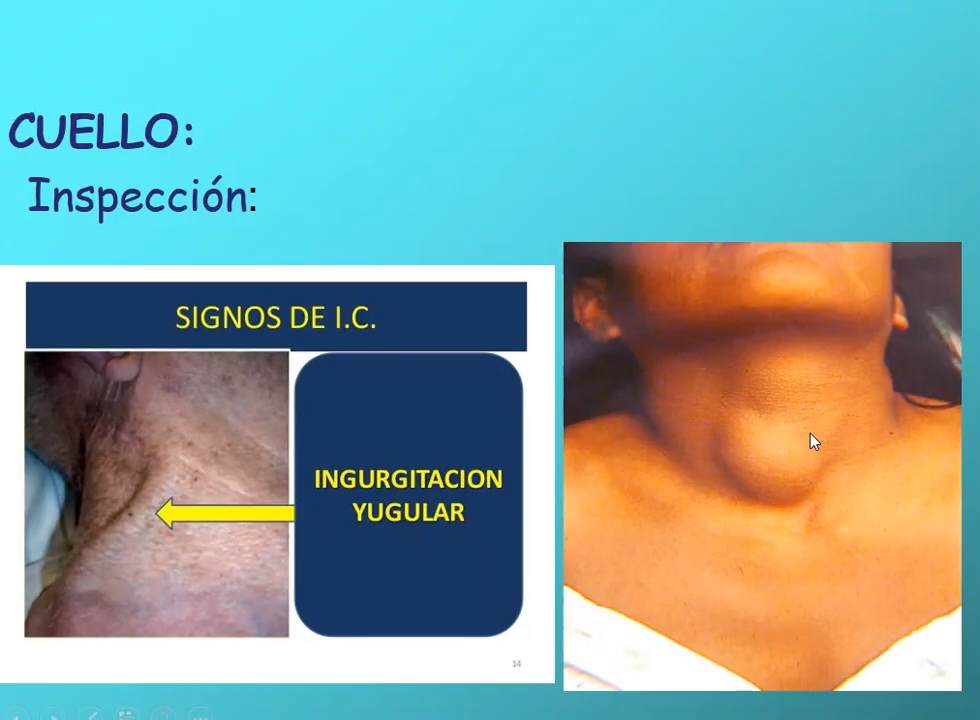 CUELLO:
Inspección:
SIGNOS DE I.C.
INGURGITACION
YUGULAR
14